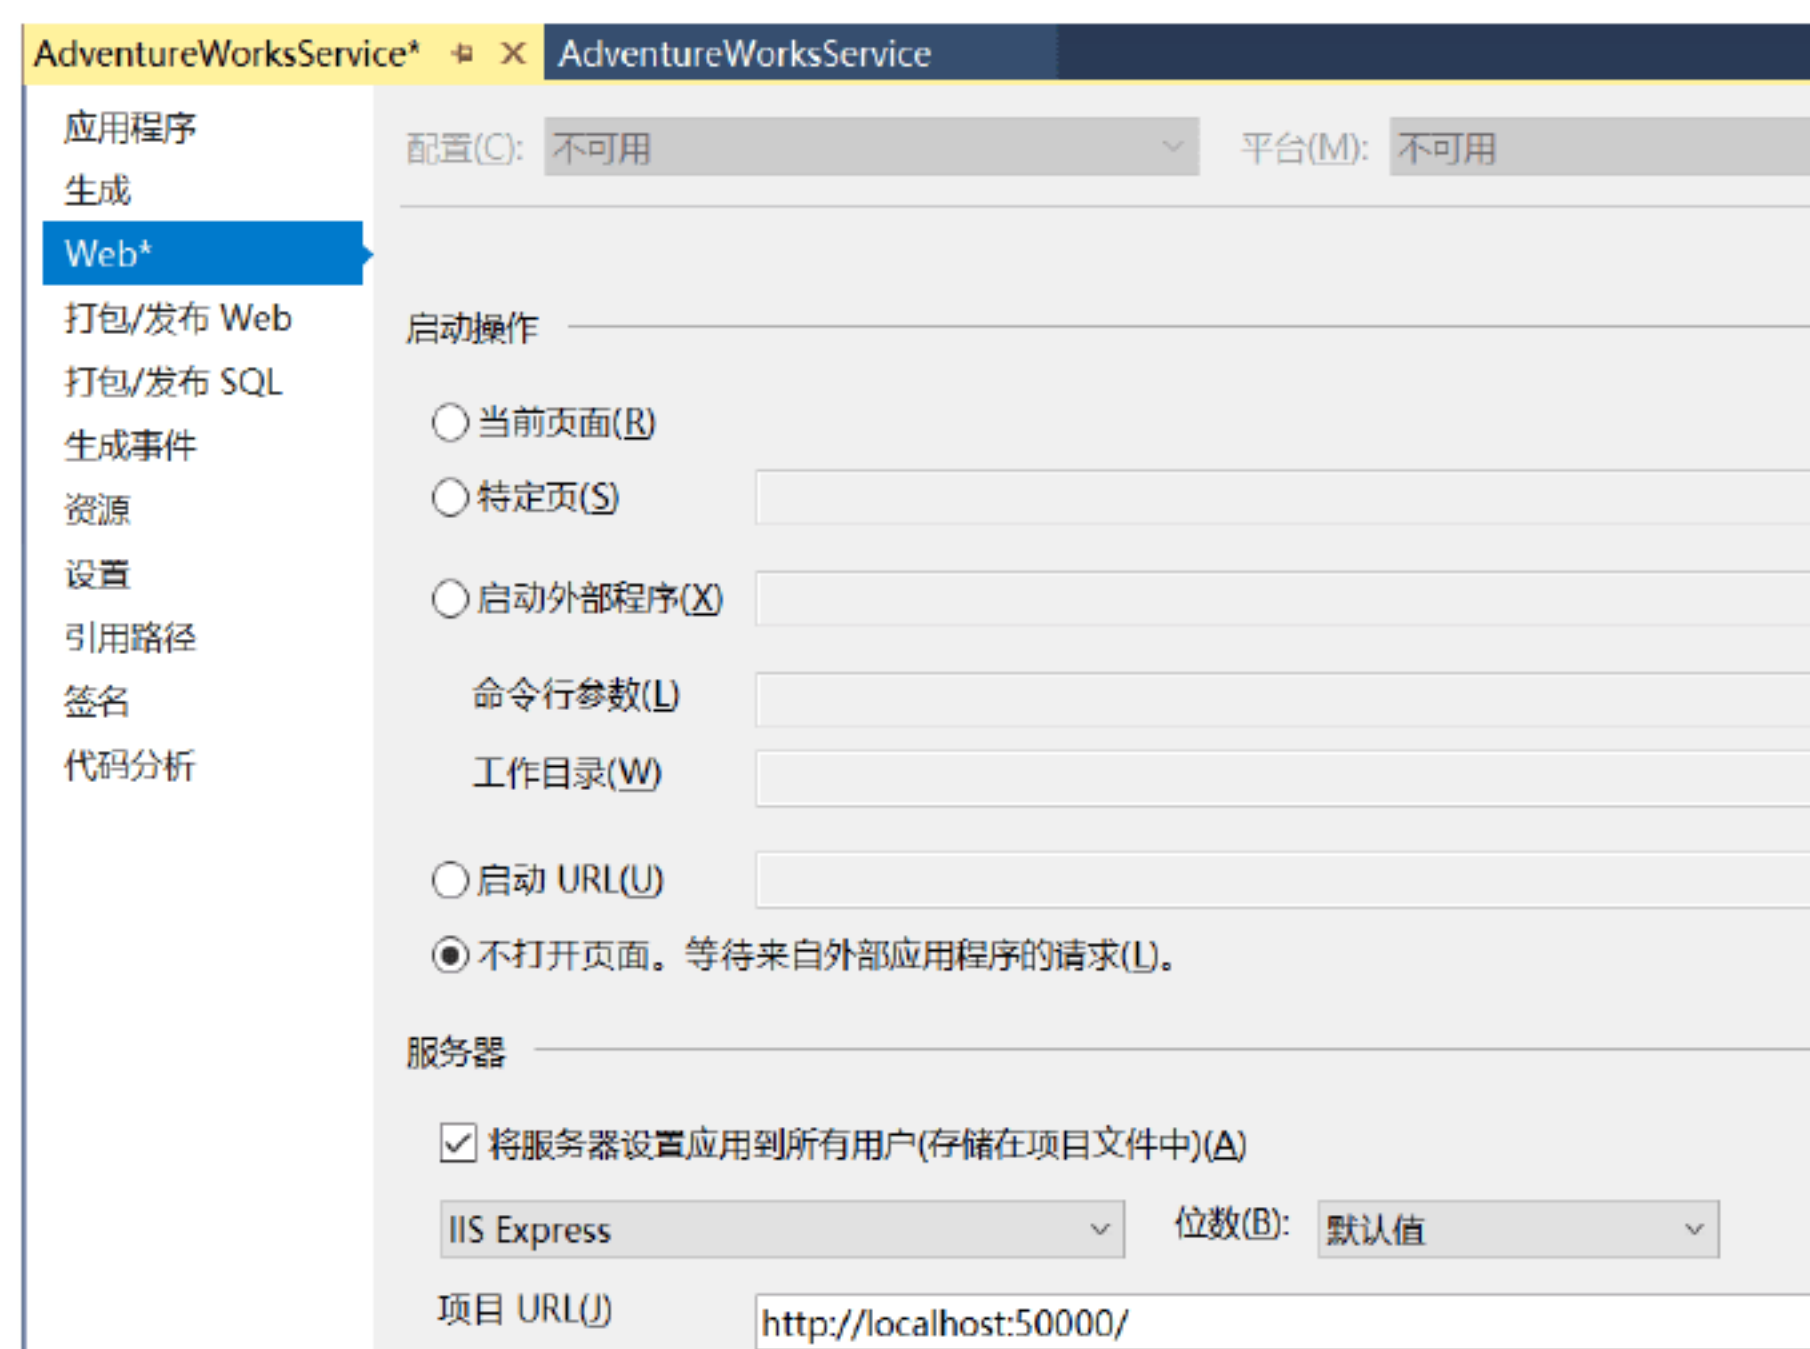 AdventureWorksService* AdventureWorksService
应用程序
生成
Web*
打包/发布 Web
打包/发布 SQL
生成事件
资源
设置
引用路径
签名
代码分析
配置(C): 不可用 平台(M): 不可用
启动操作
当前页面(R)
特定页(S)
启动外部程序(X)
命令行参数(L)
工作目录(W)
启动 URL(U)
不打开页面。等待来自外部应用程序的请求(L)。
服务器
将服务器设置应用到所有用户(存储在项目文件中)(A)
IIS Express 位数(B): 默认值
项目 URL(J) http://localhost:50000/